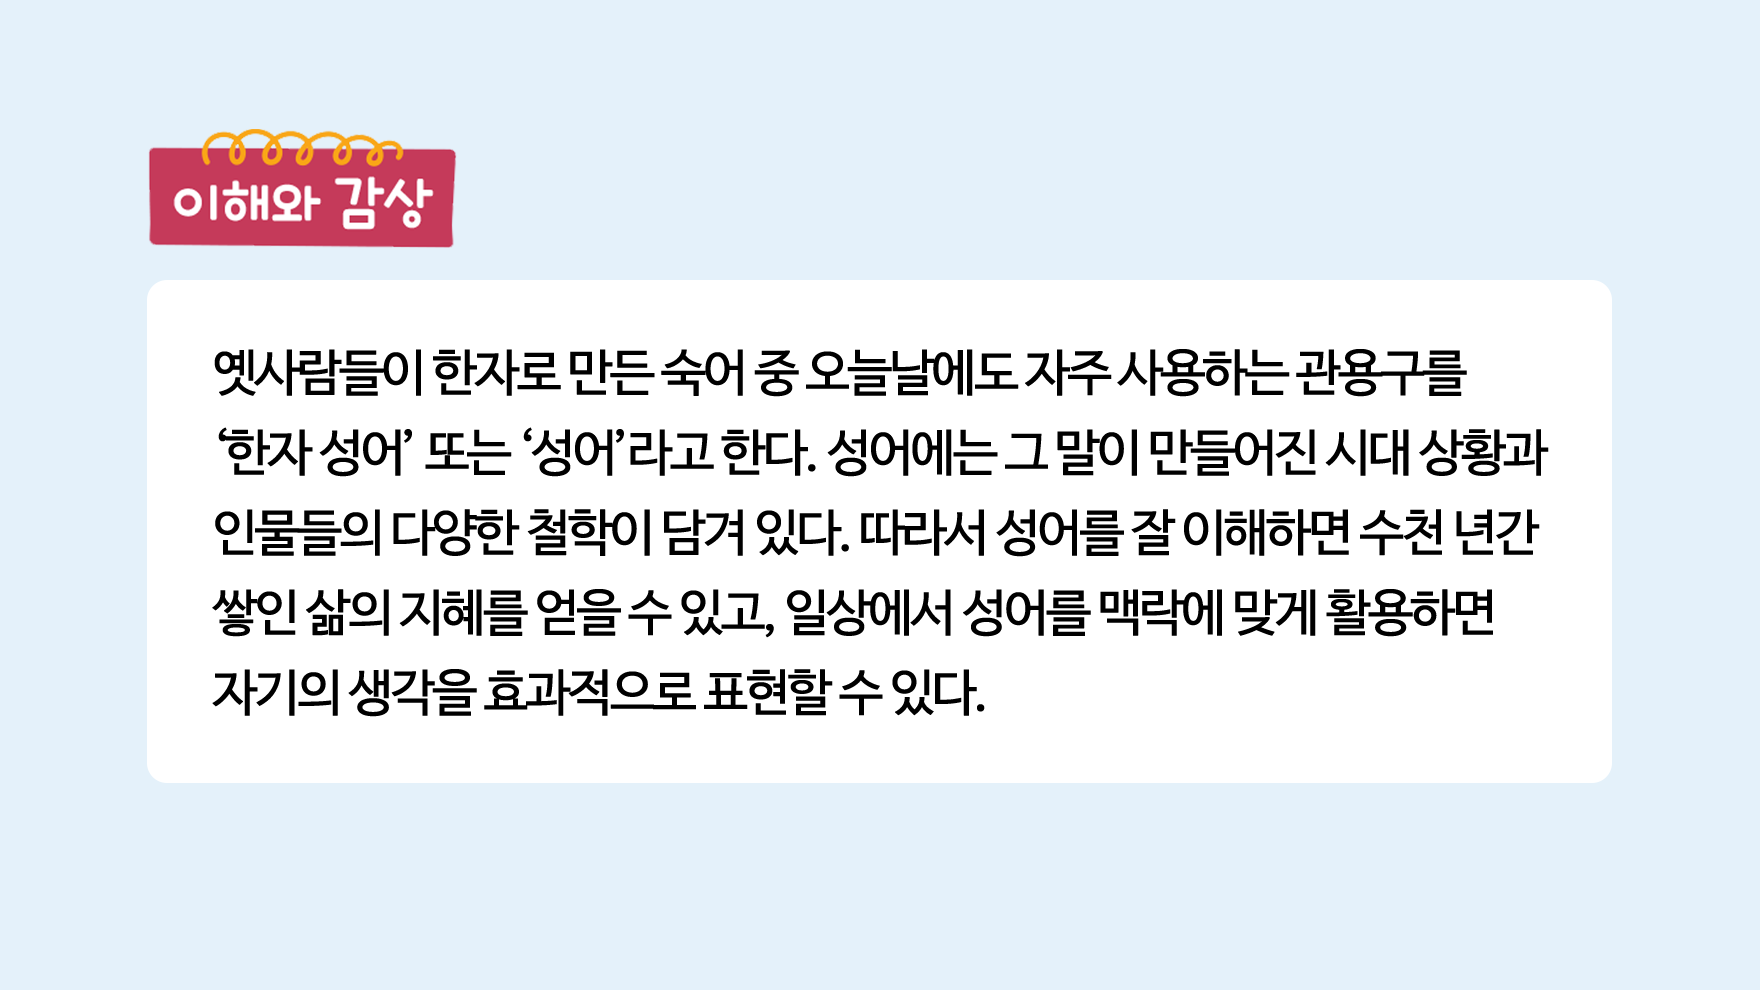 이해와 감상
옛사람들이 한자로 만든 숙어 중 오늘날에도 자주 사용하는 관용구를
‘한자 성어’ 또는 ‘성어’라고 한다. 성어에는 그 말이 만들어진 시대 상황과
인물들의 다양한 철학이 담겨 있다. 따라서 성어를 잘 이해하면 수천 년간
쌓인 삶의 지혜를 얻을 수 있고, 일상에서 성어를 맥락에 맞게 활용하면
자기의 생각을 효과적으로 표현할 수 있다.